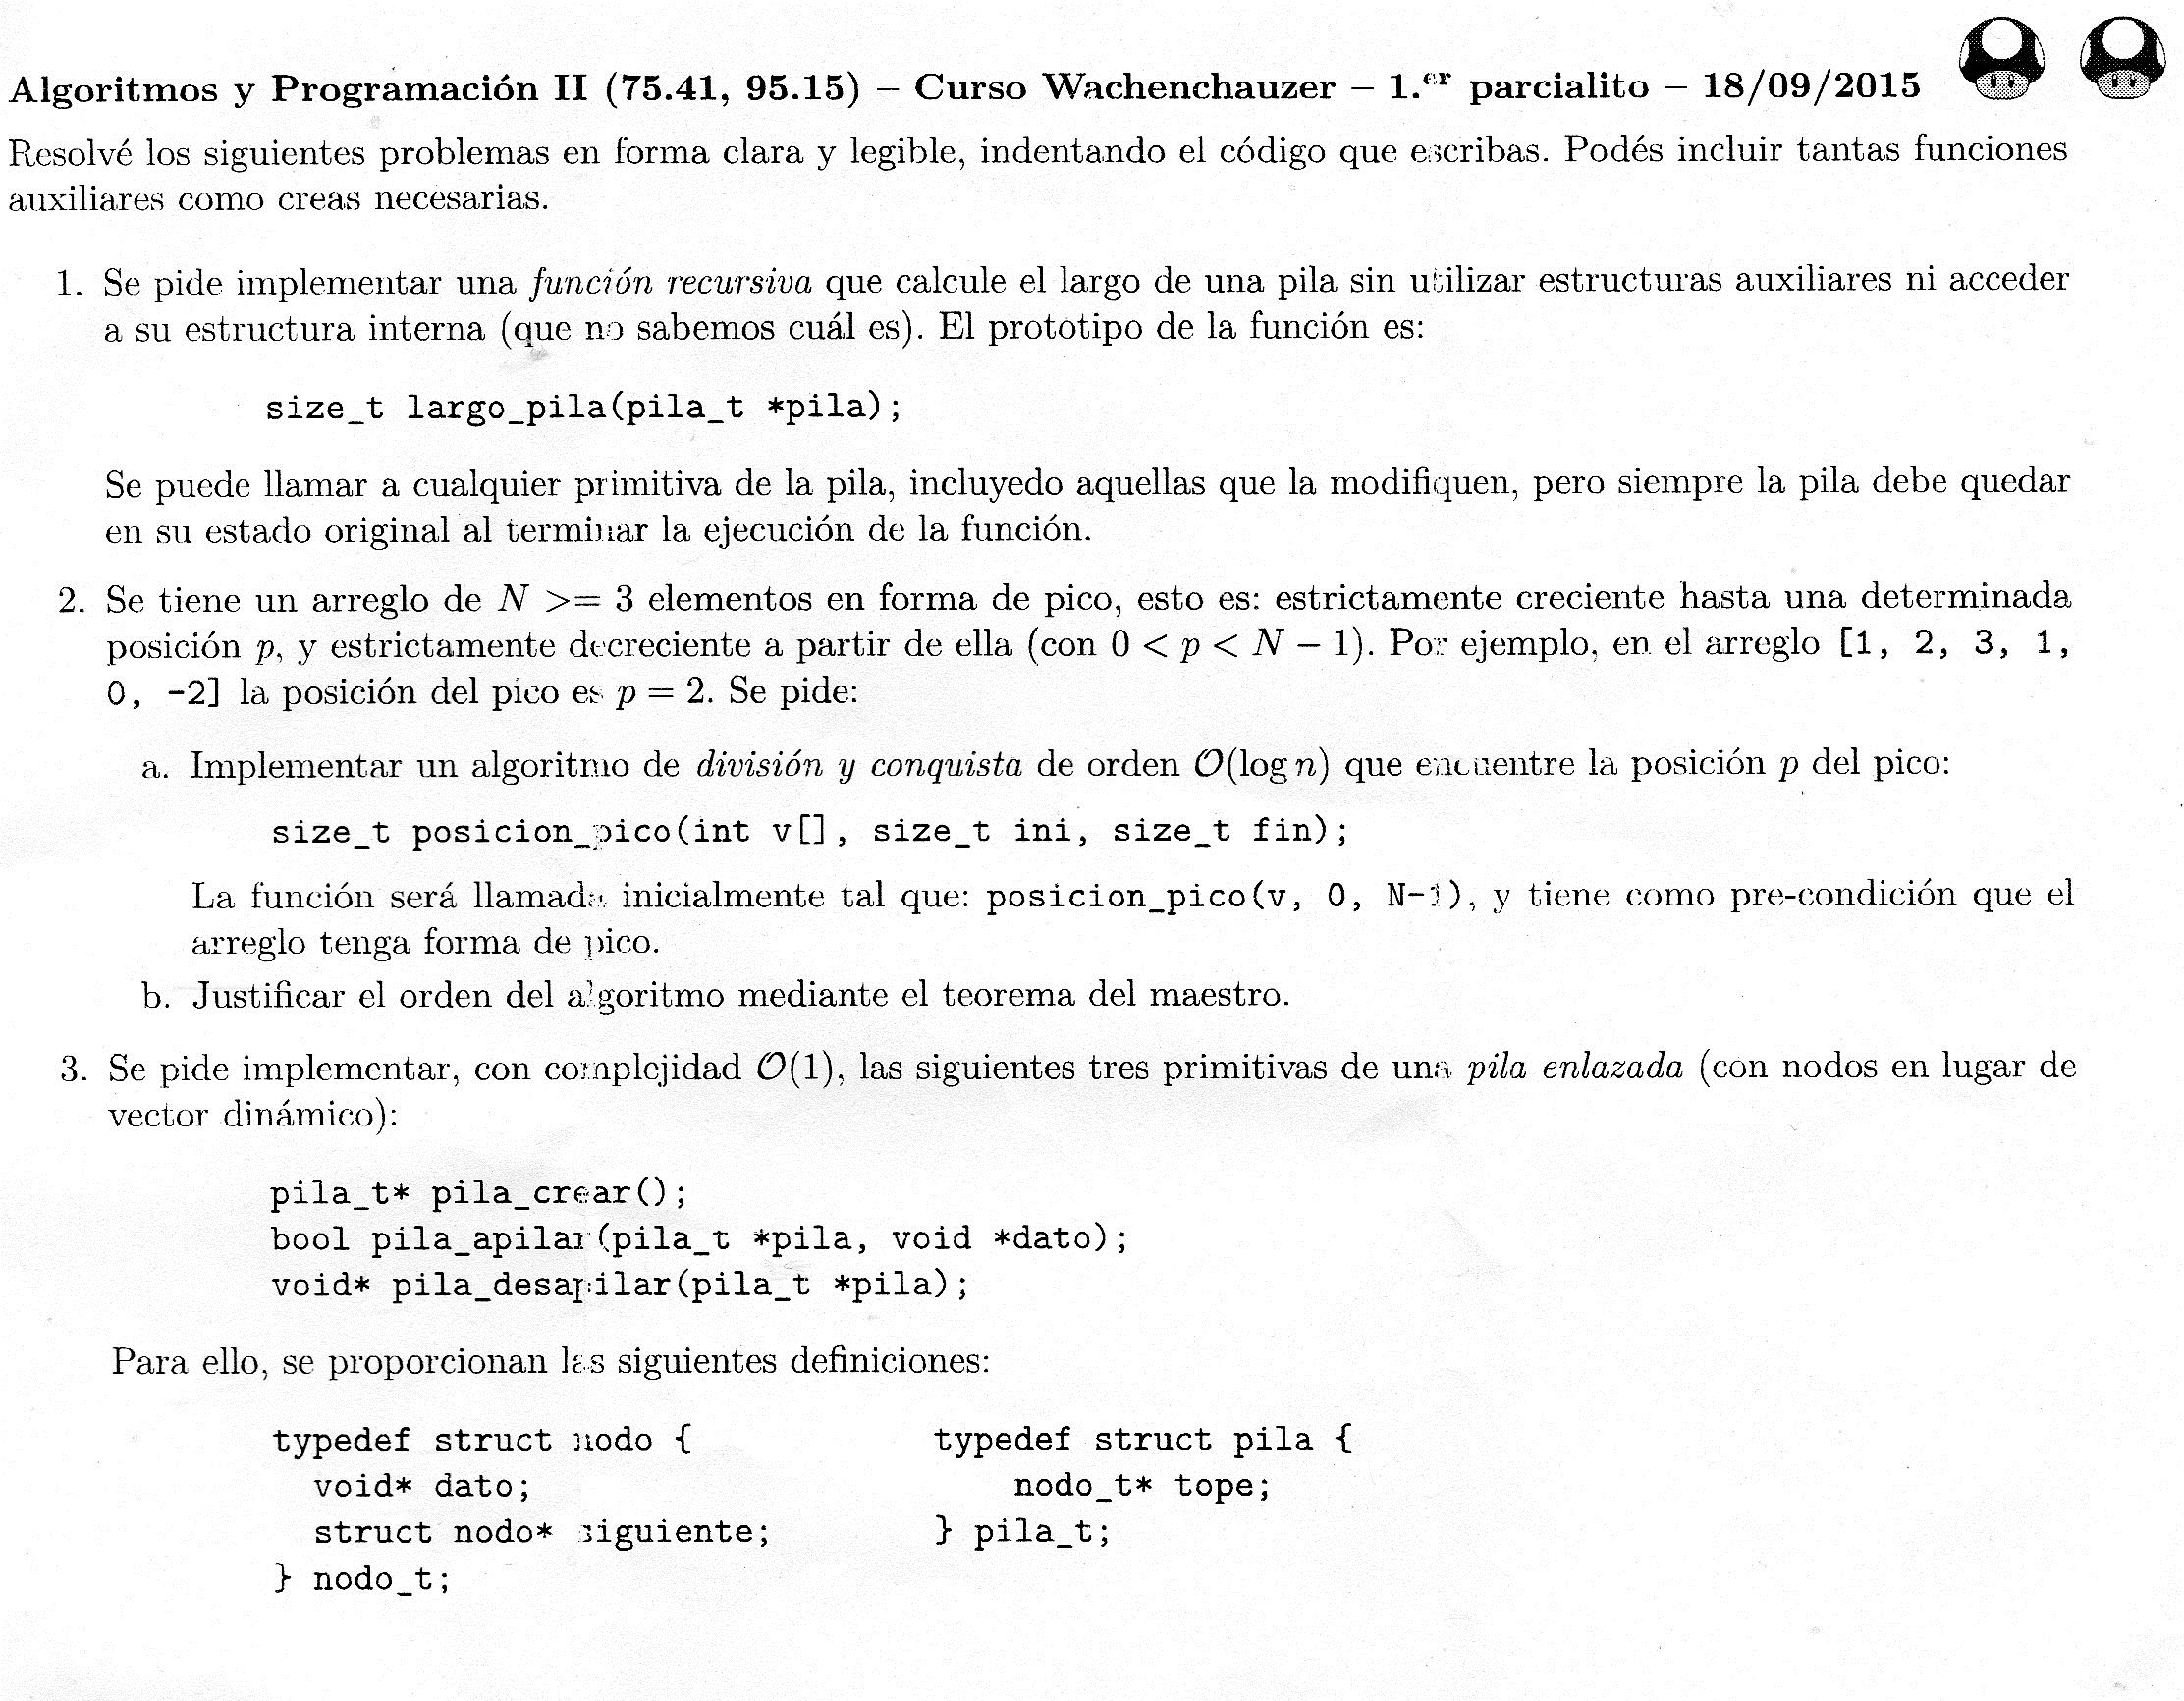 Algoritmos y Programación II (75.41, 95.15) – Curso Wachenchauzer – 1.er parcialito – 18/09/2015
Resolvé los siguientes problemas en forma clara y legible, indentando el código que escribas. Podés incluir tantas funciones
auxiliares como creas necesarias.
1. Se pide implementar una función recursiva que calcule el largo de una pila sin utilizar estructuras auxiliares ni acceder
a su estructura interna (que no sabemos cuál es). El prototipo de la función es:
size_t largo_pila(pila_t *pila);
Se puede llamar a cualquier primitiva de la pila, incluyedo aquellas que la modifiquen, pero siempre la pila debe quedar
en su estado original al terminar la ejecución de la función.
2. Se tiene un arreglo de N >= 3 elementos en forma de pico, esto es: estrictamente creciente hasta una determinada
posición p, y estrictamente decreciente a partir de ella (con 0 < p < N − 1). Por ejemplo, en el arreglo [1, 2, 3, 1,
0, -2] la posición del pico es p = 2. Se pide:
a. Implementar un algoritmo de división y conquista de orden O(log n) que encuentre la posición p del pico:
size_t posicion_pico(int v[], size_t ini, size_t fin);
La función será llamada inicialmente tal que: posicion_pico(v, 0, N-1), y tiene como pre-condición que el
arreglo tenga forma de pico.
b. Justificar el orden del algoritmo mediante el teorema del maestro.
3. Se pide implementar, con complejidad O(1), las siguientes tres primitivas de una pila enlazada (con nodos en lugar de
vector dinámico):
pila_t* pila_crear();
bool pila_apilar(pila_t *pila, void *dato);
void* pila_desapilar(pila_t *pila);
Para ello, se proporcionan las siguientes definiciones:
typedef struct nodo {
void* dato;
struct nodo* siguiente;
} nodo_t;
typedef struct pila {
nodo_t* tope;
} pila_t;